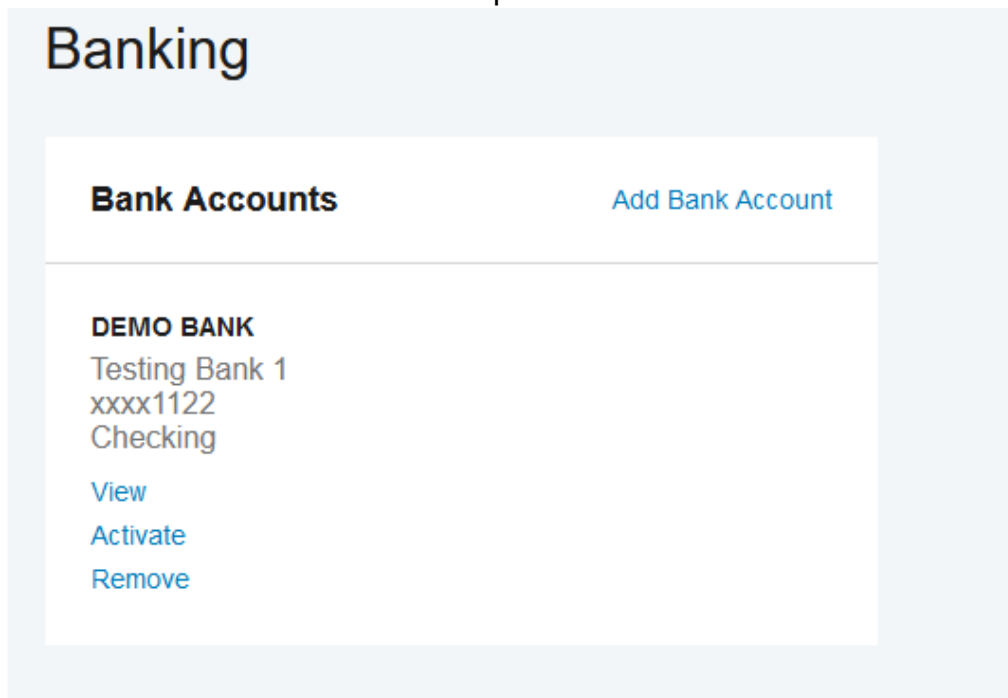 Banking
Bank Accounts
Add Bank Account
DEMO BANK
Testing Bank 1
xxxx1122
Checking
View
Activate
Remove